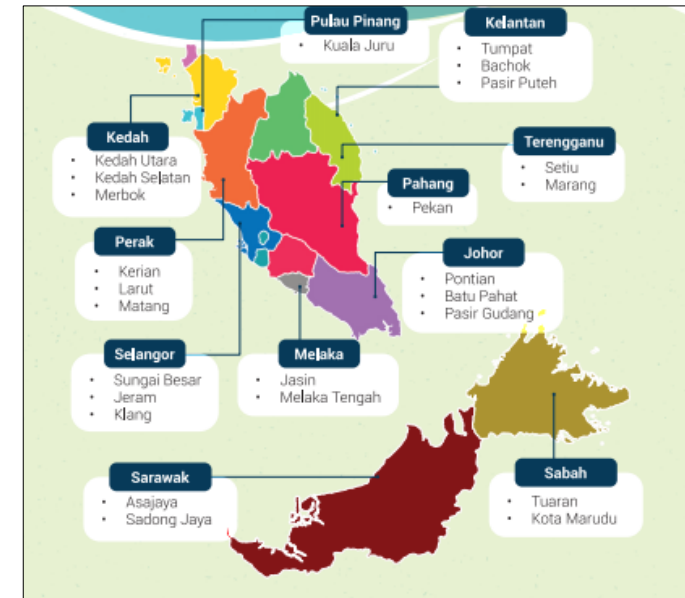 Pulau Pinang
• Kuala Juru
Kelantan
• Tumpat
• Bachok
• Pasir Puteh
Kedah
• Kedah Utara
• Kedah Selatan
• Merbok
Terengganu
• Setiu
• Marang
Pahang
• Pekan
Perak
• Kerian
• Larut
• Matang
Johor
• Pontian
• Batu Pahat
• Pasir Gudang
Selangor
• Sungai Besar
• Jeram
• Klang
Melaka
• Jasin
• Melaka Tengah
Sarawak
• Asajaya
• Sadong Jaya
Sabah
• Tuaran
• Kota Marudu